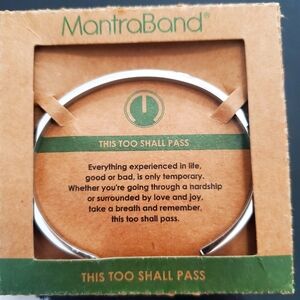 MantraBand®
THIS TOO SHALL PASS
Everything experienced in life,
good or bad, is only temporary.
Whether you're going through a hardship
or surrounded by love and joy,
take a breath and remember,
this too shall pass.
THIS TOO SHALL PASS